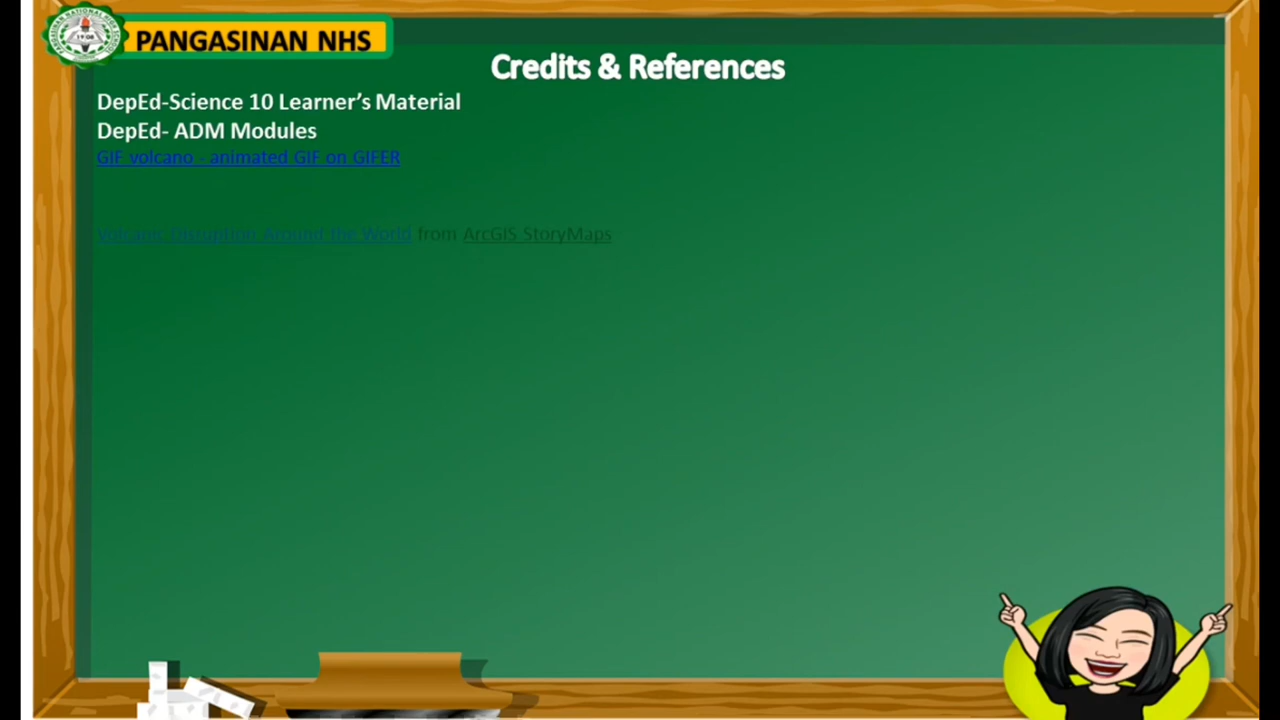 PANGASINAN NHS
Credits & References
DepEd-Science 10 Learner's Material
DepEd- ADM Modules
GIF volcano - animated GIF on GIFER
Volcanic Disruption Around the World from ArcGIS StoryMaps